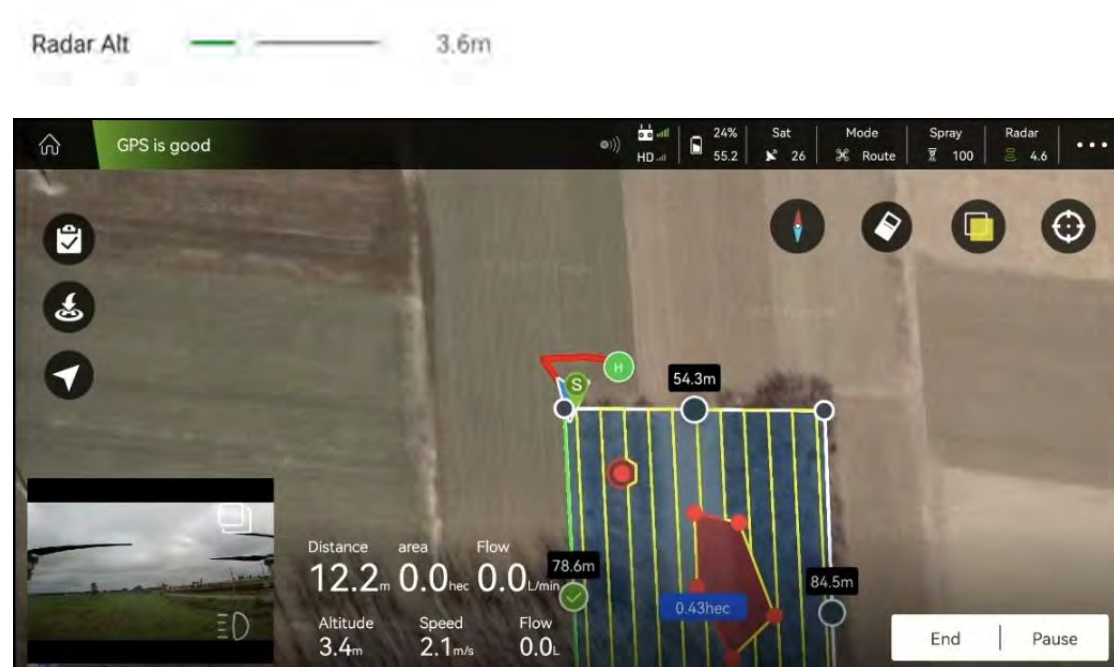 Radar Alt 3.6m
GPS is good
HD
24%
55.2
Sat
26
Mode
Route
Spray
100
Radar
4.6
H
S
54.3m
78.6m
84.5m
0.43hec
Distance area Flow
12.2m 0.0hec 0.0L/min
Altitude Speed Flow
3.4m 2.1m/s 0.0L
End Pause